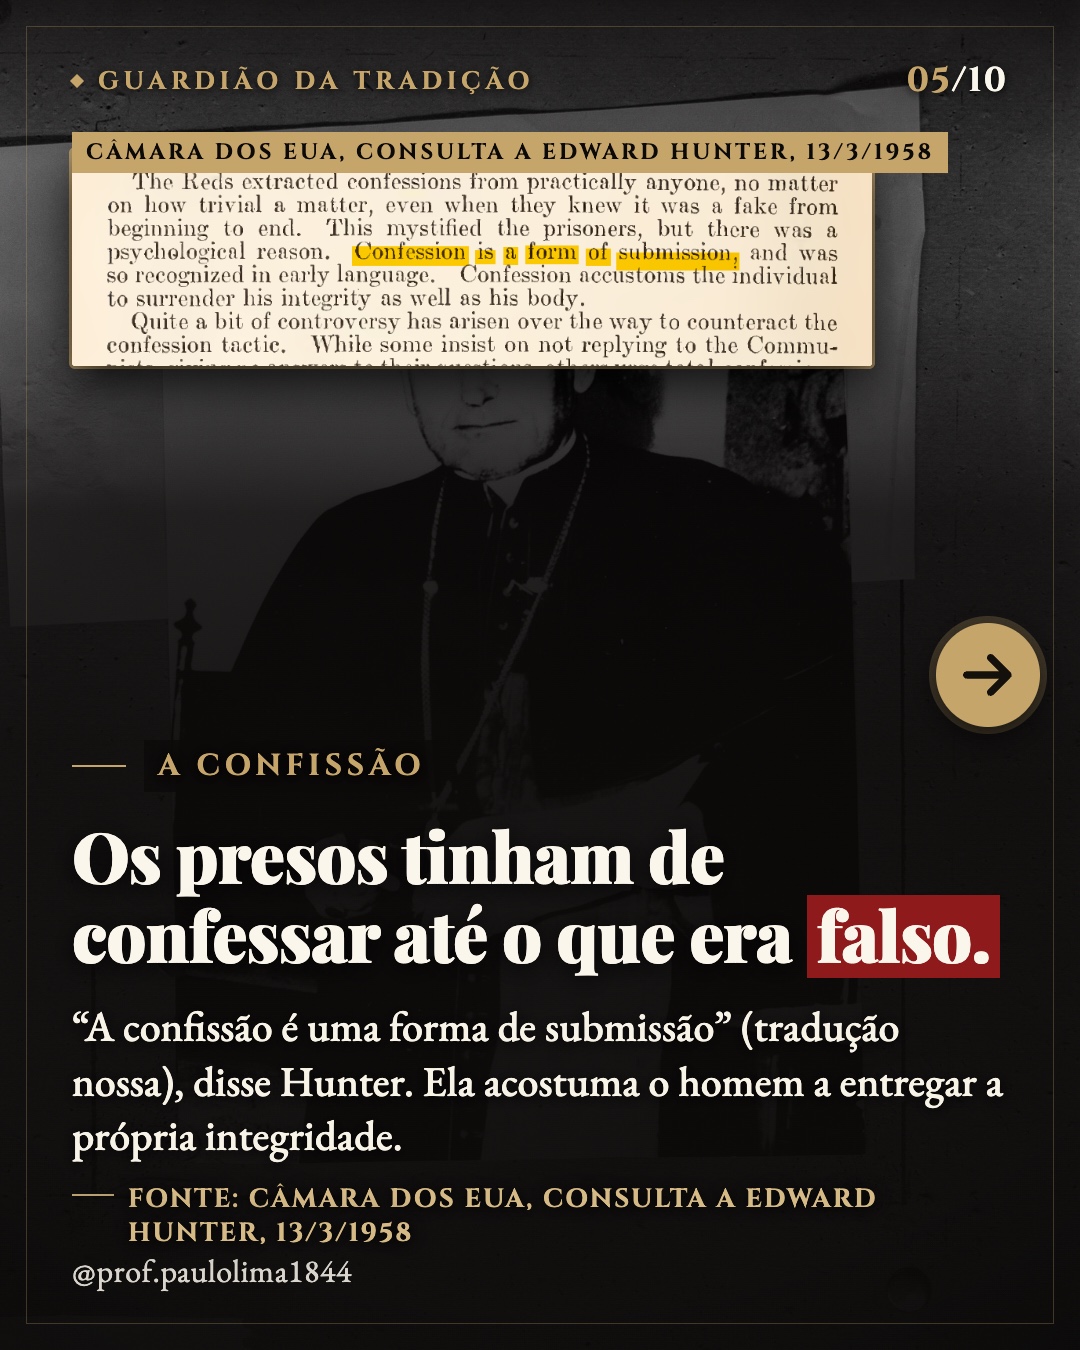 GUARDIÃO DA TRADIÇÃO
05/10
CÂMARA DOS EUA, CONSULTA A EDWARD HUNTER, 13/3/1958
The Reds extracted confessions from practically anyone, no matter
on how trivial a matter, even when they knew it was a fake from
beginning to end. This mystified the prisoners, but there was a
psychological reason. Confession is a form of submission, and was
so recognized in early language. Confession accustoms the individual
to surrender his integrity as well as his body.
Quite a bit of controversy has arisen over the way to counteract the
confession tactic. While some insist on not replying to the Commu-
A CONFISSÃO
Os presos tinham de
confessar até o que era falso.
“A confissão é uma forma de submissão” (tradução
nossa), disse Hunter. Ela acostuma o homem a entregar a
própria integridade.
FONTE: CÂMARA DOS EUA, CONSULTA A EDWARD
HUNTER, 13/3/1958
@prof.paulolima1844